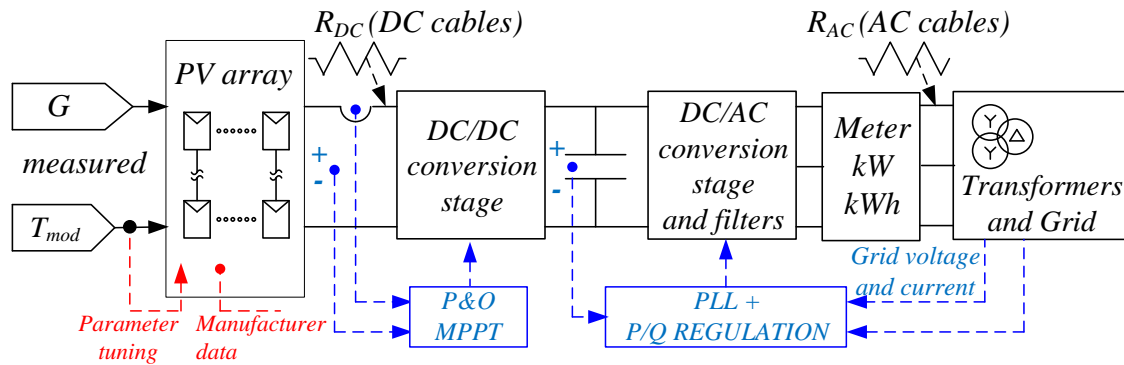 R_DC (DC cables)
R_AC (AC cables)
PV array
G
measured
T_mod
+
-
DC/DC
conversion
stage
+
-
DC/AC
conversion
stage
and filters
Meter
kW
kWh
Y
Y
Δ
Transformers
and Grid
Grid voltage
and current
Parameter
tuning
Manufacturer
data
P&O
MPPT
PLL +
P/Q REGULATION